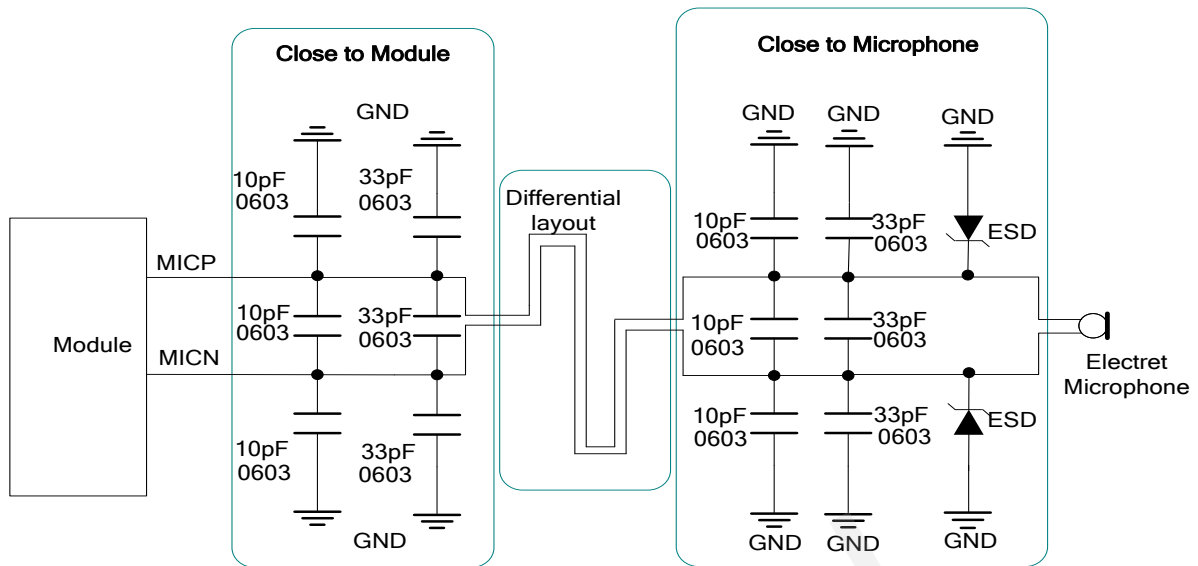 Close to Module
Close to Microphone
GND
GND
GND
GND
10pF
0603
33pF
0603
Differential
layout
10pF
0603
33pF
0603
ESD
MICP
10pF
0603
33pF
0603
10pF
0603
33pF
0603
Module
MICN
Electret
Microphone
10pF
0603
33pF
0603
10pF
0603
33pF
0603
ESD
GND
GND
GND
GND